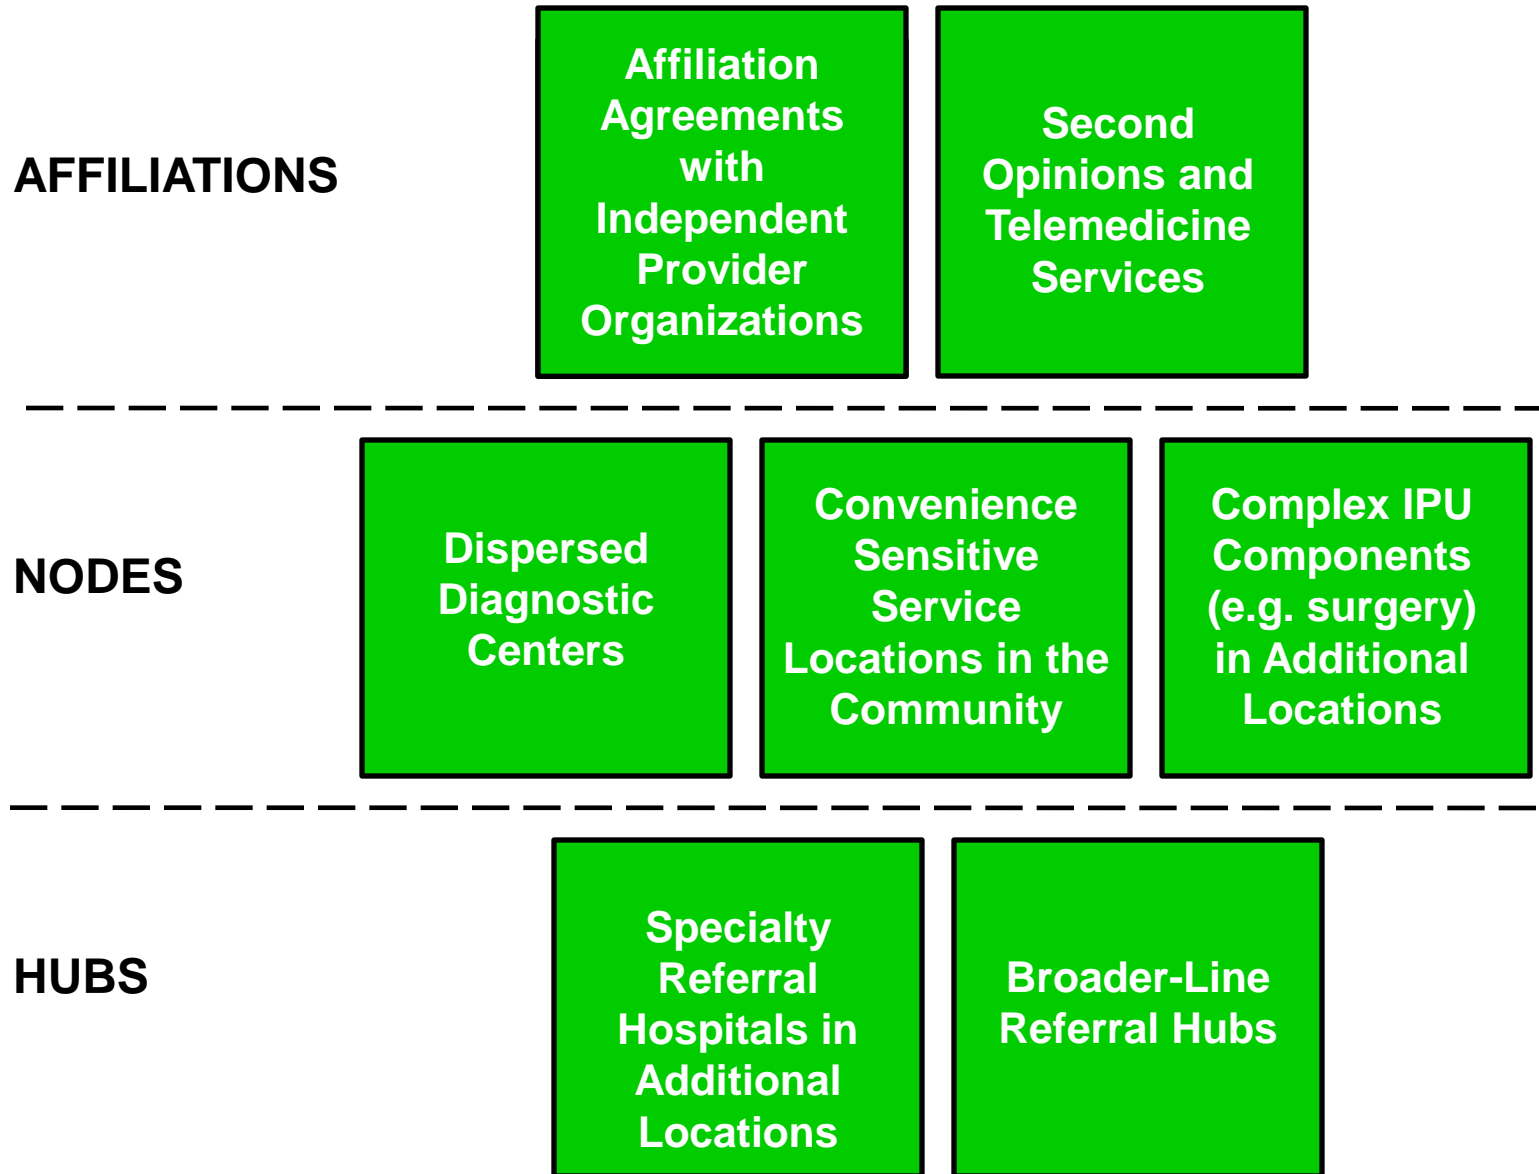 AFFILIATIONS
Affiliation
Agreements
with
Independent
Provider
Organizations
Second
Opinions and
Telemedicine
Services
NODES
Dispersed
Diagnostic
Centers
Convenience
Sensitive
Service
Locations in the
Community
Complex IPU
Components
(e.g. surgery)
in Additional
Locations
HUBS
Specialty
Referral
Hospitals in
Additional
Locations
Broader-Line
Referral Hubs